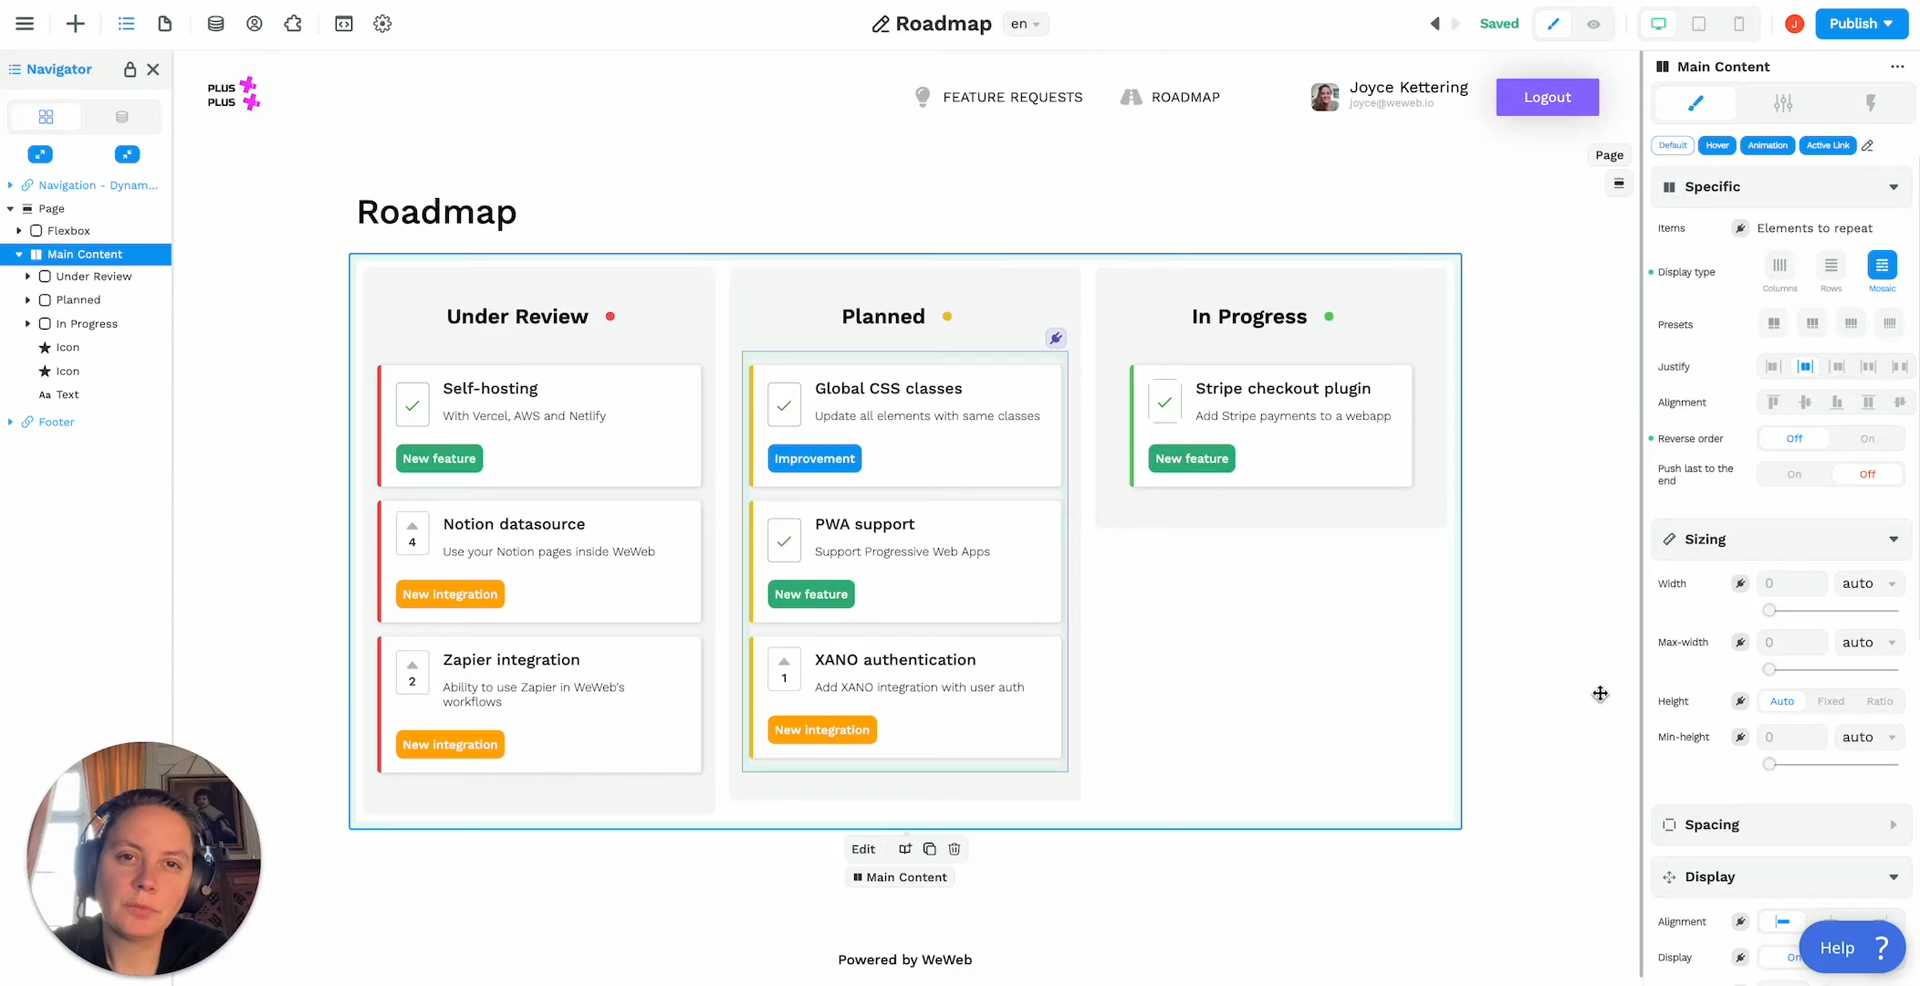 Roadmap
en
Saved
J
Publish
Navigator
Navigation - Dynam...
Page
Flexbox
Main Content
Under Review
Planned
In Progress
Icon
Icon
Aa Text
Footer
PLUS
PLUS
FEATURE REQUESTS
ROADMAP
Joyce Kettering
joyce@weweb.io
Logout
Page
Roadmap
Under Review
Self-hosting
With Vercel, AWS and Netlify
New feature
4
Notion datasource
Use your Notion pages inside WeWeb
New integration
2
Zapier integration
Ability to use Zapier in WeWeb's
workflows
New integration
Planned
Global CSS classes
Update all elements with same classes
Improvement
PWA support
Support Progressive Web Apps
New feature
1
XANO authentication
Add XANO integration with user auth
New integration
In Progress
Stripe checkout plugin
Add Stripe payments to a webapp
New feature
Edit
Main Content
Powered by WeWeb
Main Content
Default Hover Animation Active Link
Specific
Items Elements to repeat
Display type
Columns Rows Mosaic
Presets
Justify
Alignment
Reverse order Off On
Push last to the
end
On Off
Sizing
Width 0 auto
Max-width 0 auto
Height Auto Fixed Ratio
Min-height 0 auto
Spacing
Display
Alignment
Display On
Help ?